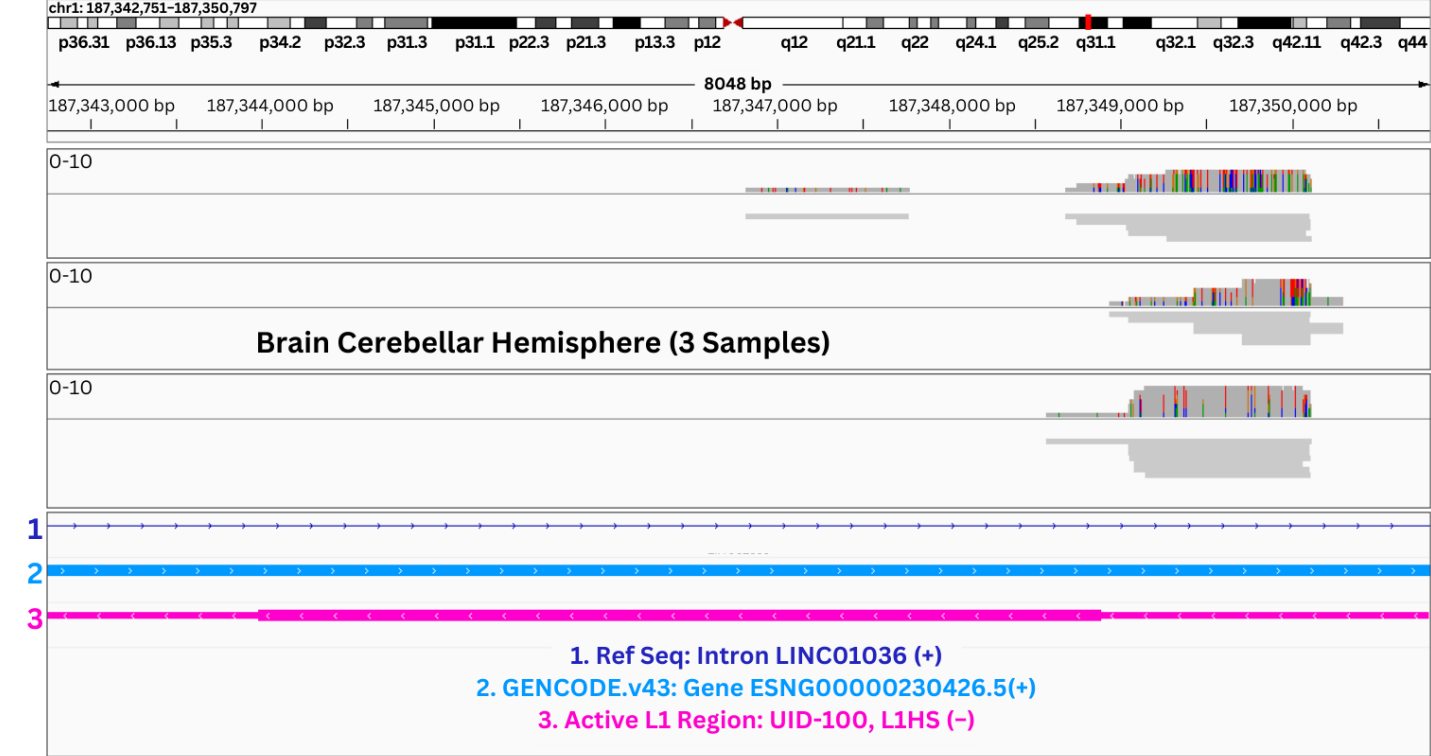 chr1: 187,342,751-187,350,797
p36.31 p36.13 p35.3 p34.2 p32.3 p31.3 p31.1 p22.3 p21.3 p13.3 p12 q12 q21.1 q22 q24.1 q25.2 q31.1 q32.1 q32.3 q42.11 q42.3 q44
8048 bp
187,343,000 bp 187,344,000 bp 187,345,000 bp 187,346,000 bp 187,347,000 bp 187,348,000 bp 187,349,000 bp 187,350,000 bp
0-10
0-10
Brain Cerebellar Hemisphere (3 Samples)
0-10
1
2
3
1. Ref Seq: Intron LINC01036 (+)
2. GENCODE.v43: Gene ESNG00000230426.5(+)
3. Active L1 Region: UID-100, L1HS (−)